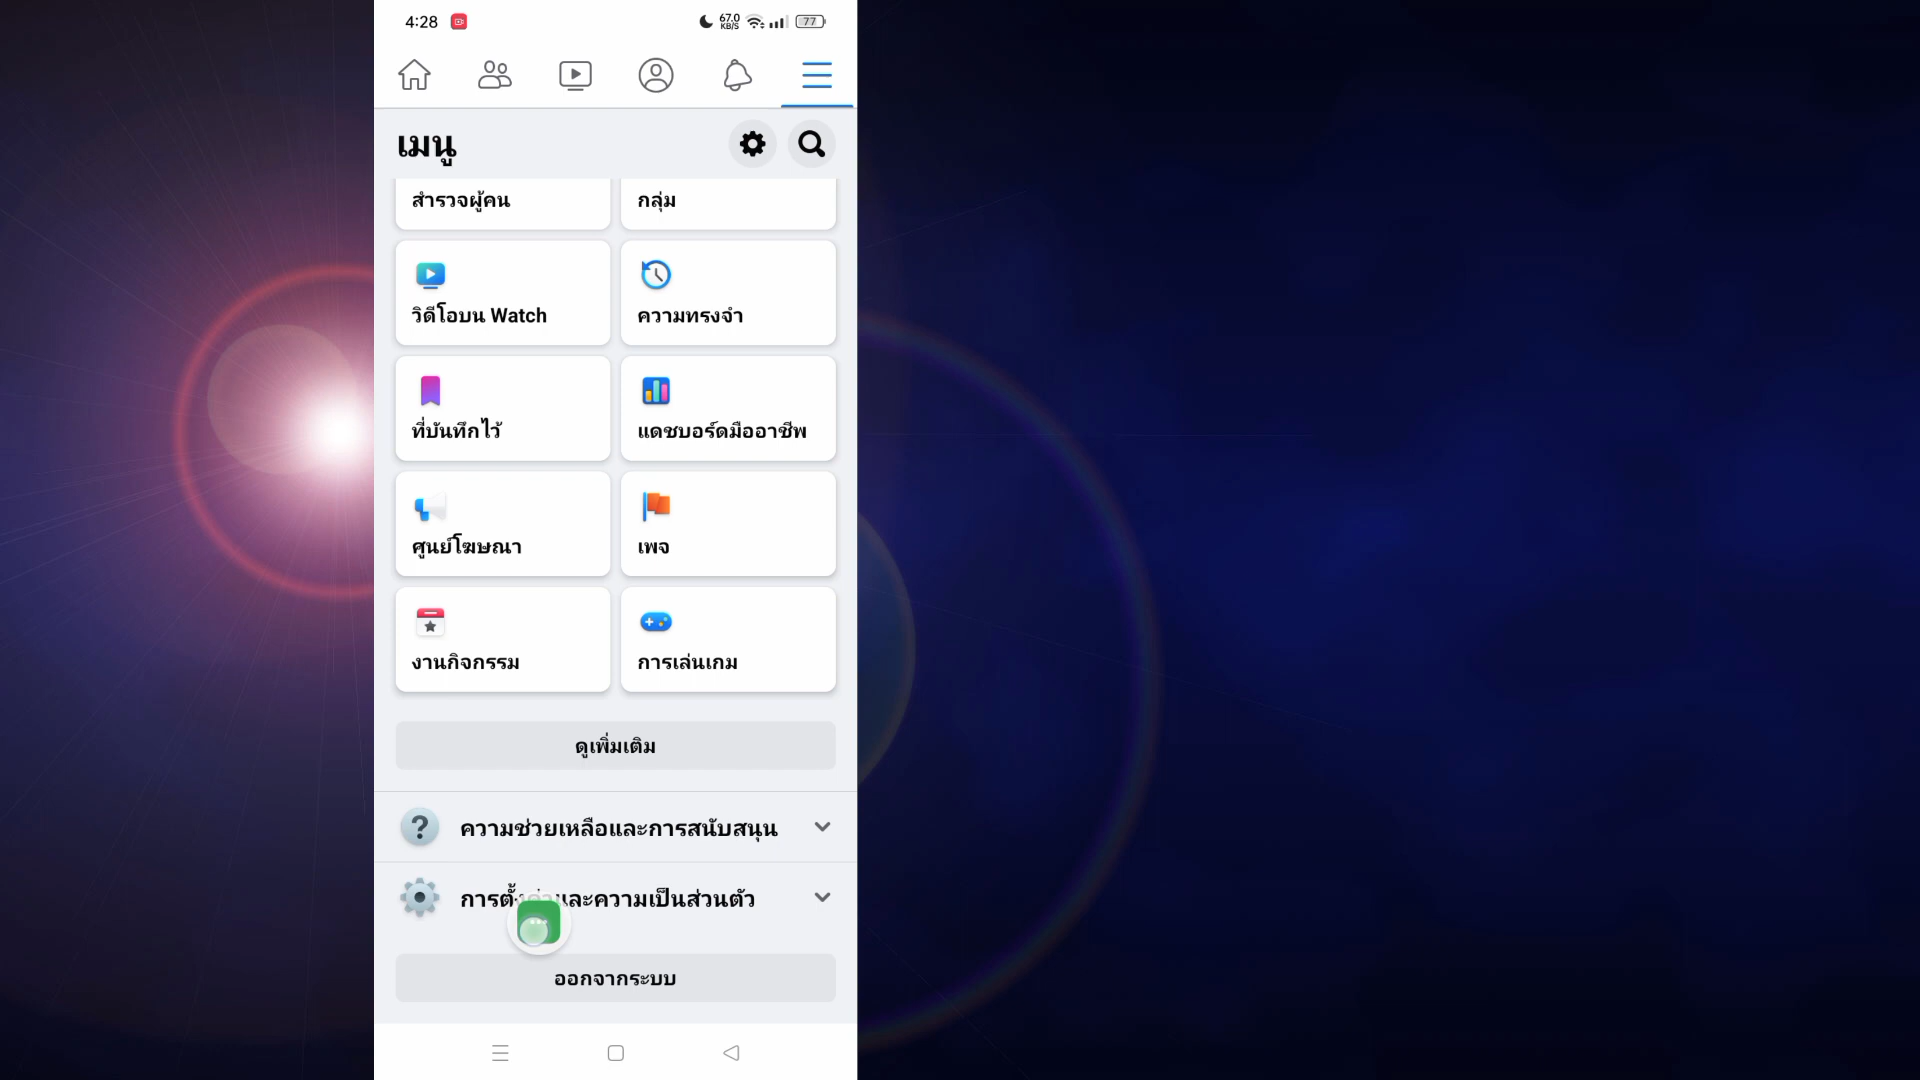 4:28
67.0
KB/S
77
เมนู
สำรวจผู้คน
กลุ่ม
วิดีโอบน Watch
ความทรงจำ
ที่บันทึกไว้
แดชบอร์ดมืออาชีพ
ศูนย์โฆษณา
เพจ
งานกิจกรรม
การเล่นเกม
ดูเพิ่มเติม
ความช่วยเหลือและการสนับสนุน
การตั้งค่าและความเป็นส่วนตัว
ออกจากระบบ